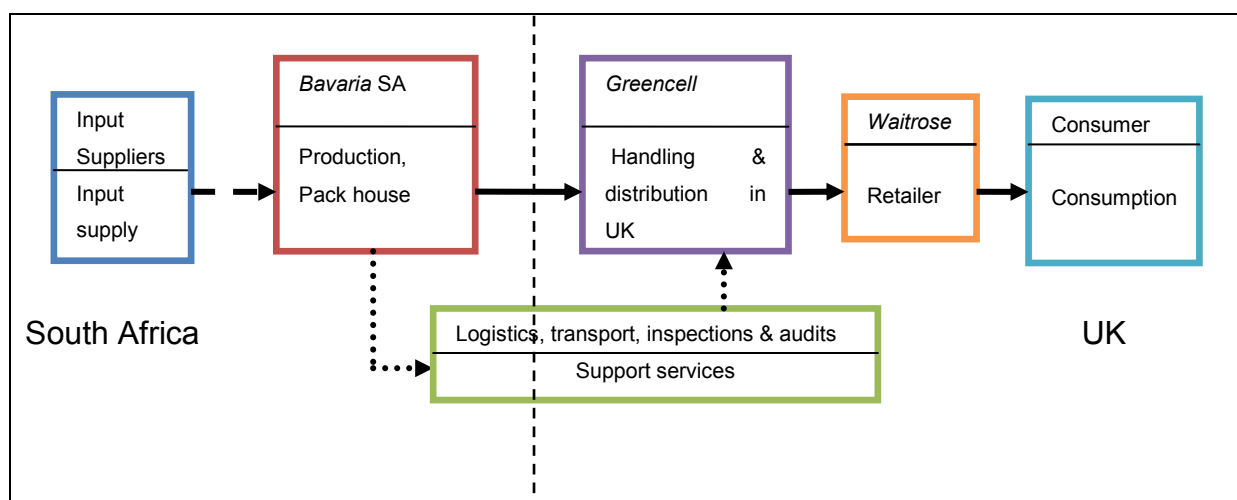 Input
Suppliers
Input
supply
Bavaria SA
Production,
Pack house
Greencell
Handling &
distribution in
UK
Waitrose
Retailer
Consumer
Consumption
Logistics, transport, inspections & audits
Support services
South Africa
UK